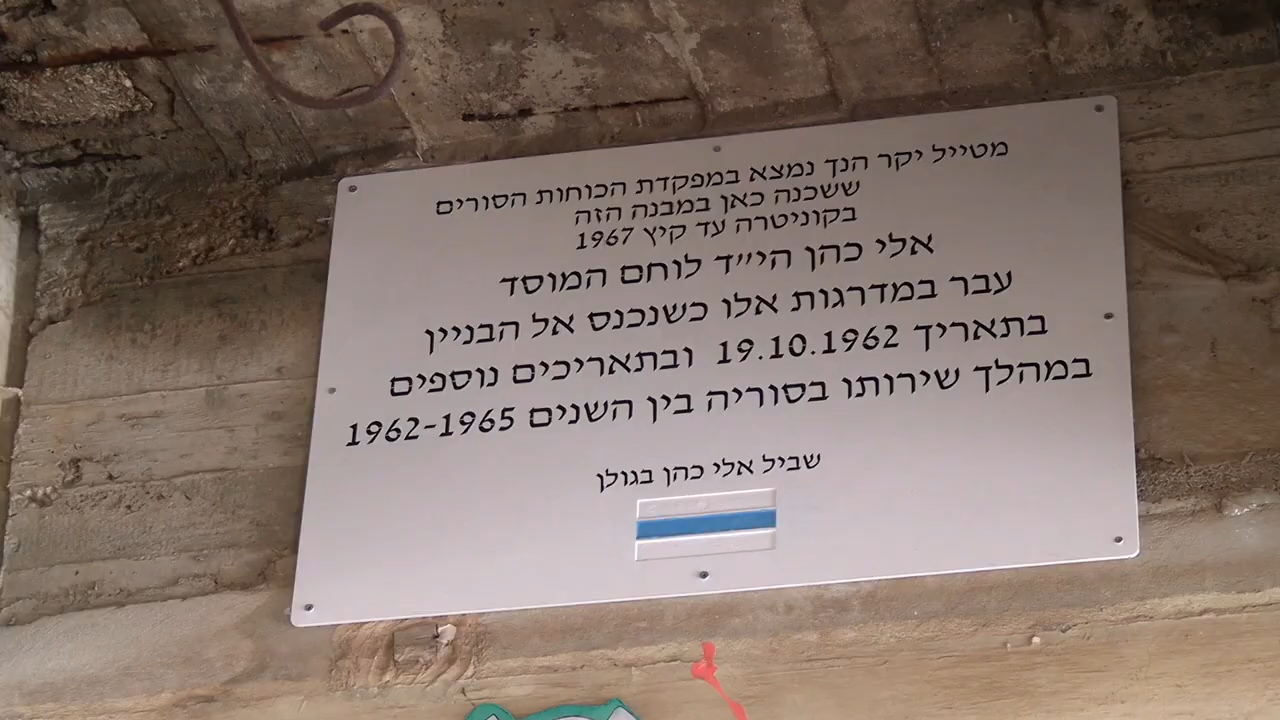 מטייל יקר הנך נמצא במפקדת הכוחות הסורים
ששכנה כאן במבנה הזה
בקוניטרה עד קיץ 1967
אלי כהן הי״ד לוחם המוסד
עבר במדרגות אלו כשנכנס אל הבניין
בתאריך 19.10.1962 ובתאריכים נוספים
במהלך שירותו בסוריה בין השנים 1962-1965
שביל אלי כהן בגולן